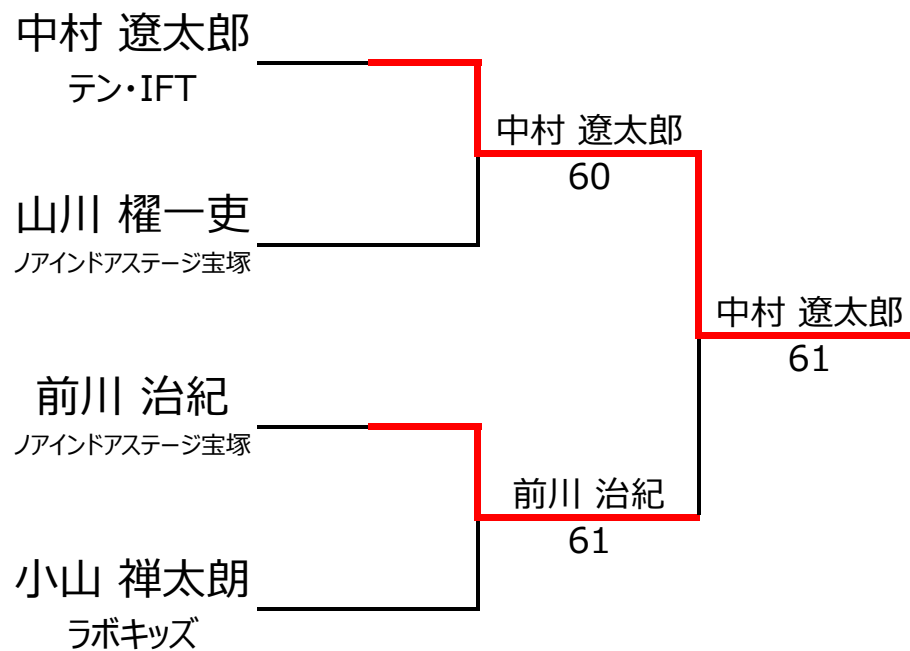 中村 遼太郎
テン・IFT
中村 遼太郎
60
山川 櫂一吏
ノアインドアステージ宝塚
中村 遼太郎
61
前川 治紀
ノアインドアステージ宝塚
前川 治紀
61
小山 禅太朗
ラボキッズ